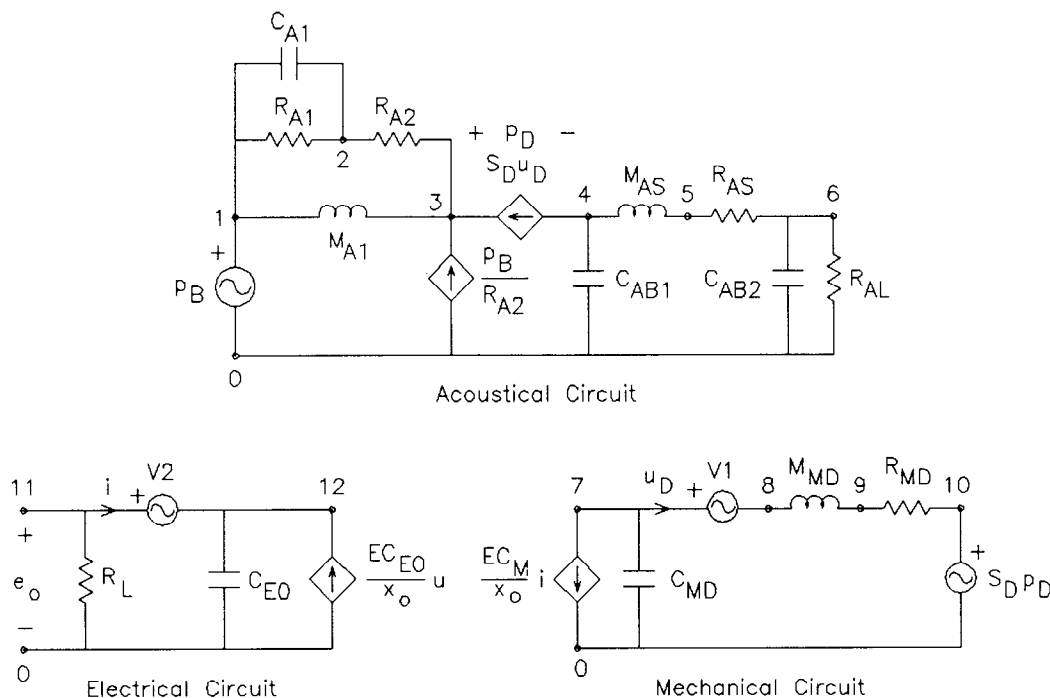 C_A1
R_A1
R_A2
2
+ p_D −
S_D u_D
M_AS
R_AS
1
3
4
5
6
+
M_A1
p_B
p_B
R_A2
C_AB1
C_AB2
R_AL
0
Acoustical Circuit
11
i
+
V2
12
+
e_o
−
R_L
C_EO
EC_EO
x_o
u
0
Electrical Circuit
7
u_D
+
V1
8
M_MD
9
R_MD
10
EC_M
x_o
i
C_MD
+
S_D p_D
0
Mechanical Circuit